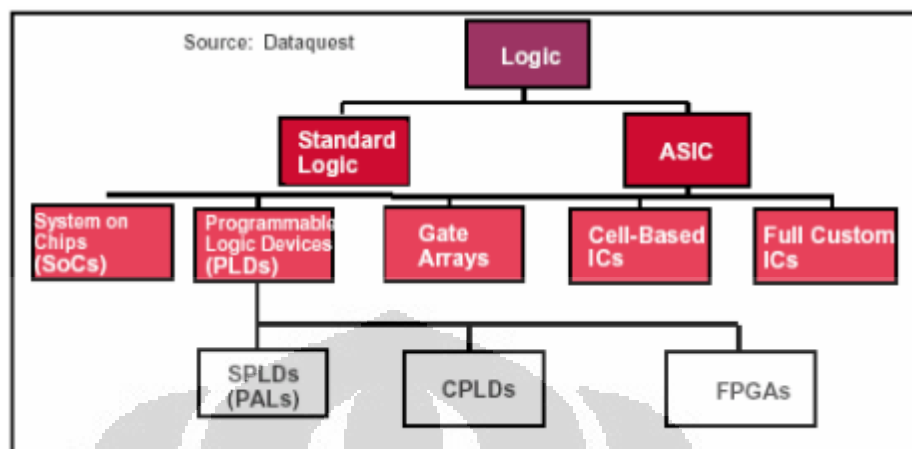 Source: Dataquest
Logic
Standard
Logic
ASIC
System on
Chips
(SoCs)
Programmable
Logic Devices
(PLDs)
Gate
Arrays
Cell-Based
ICs
Full Custom
ICs
SPLDs
(PALs)
CPLDs
FPGAs